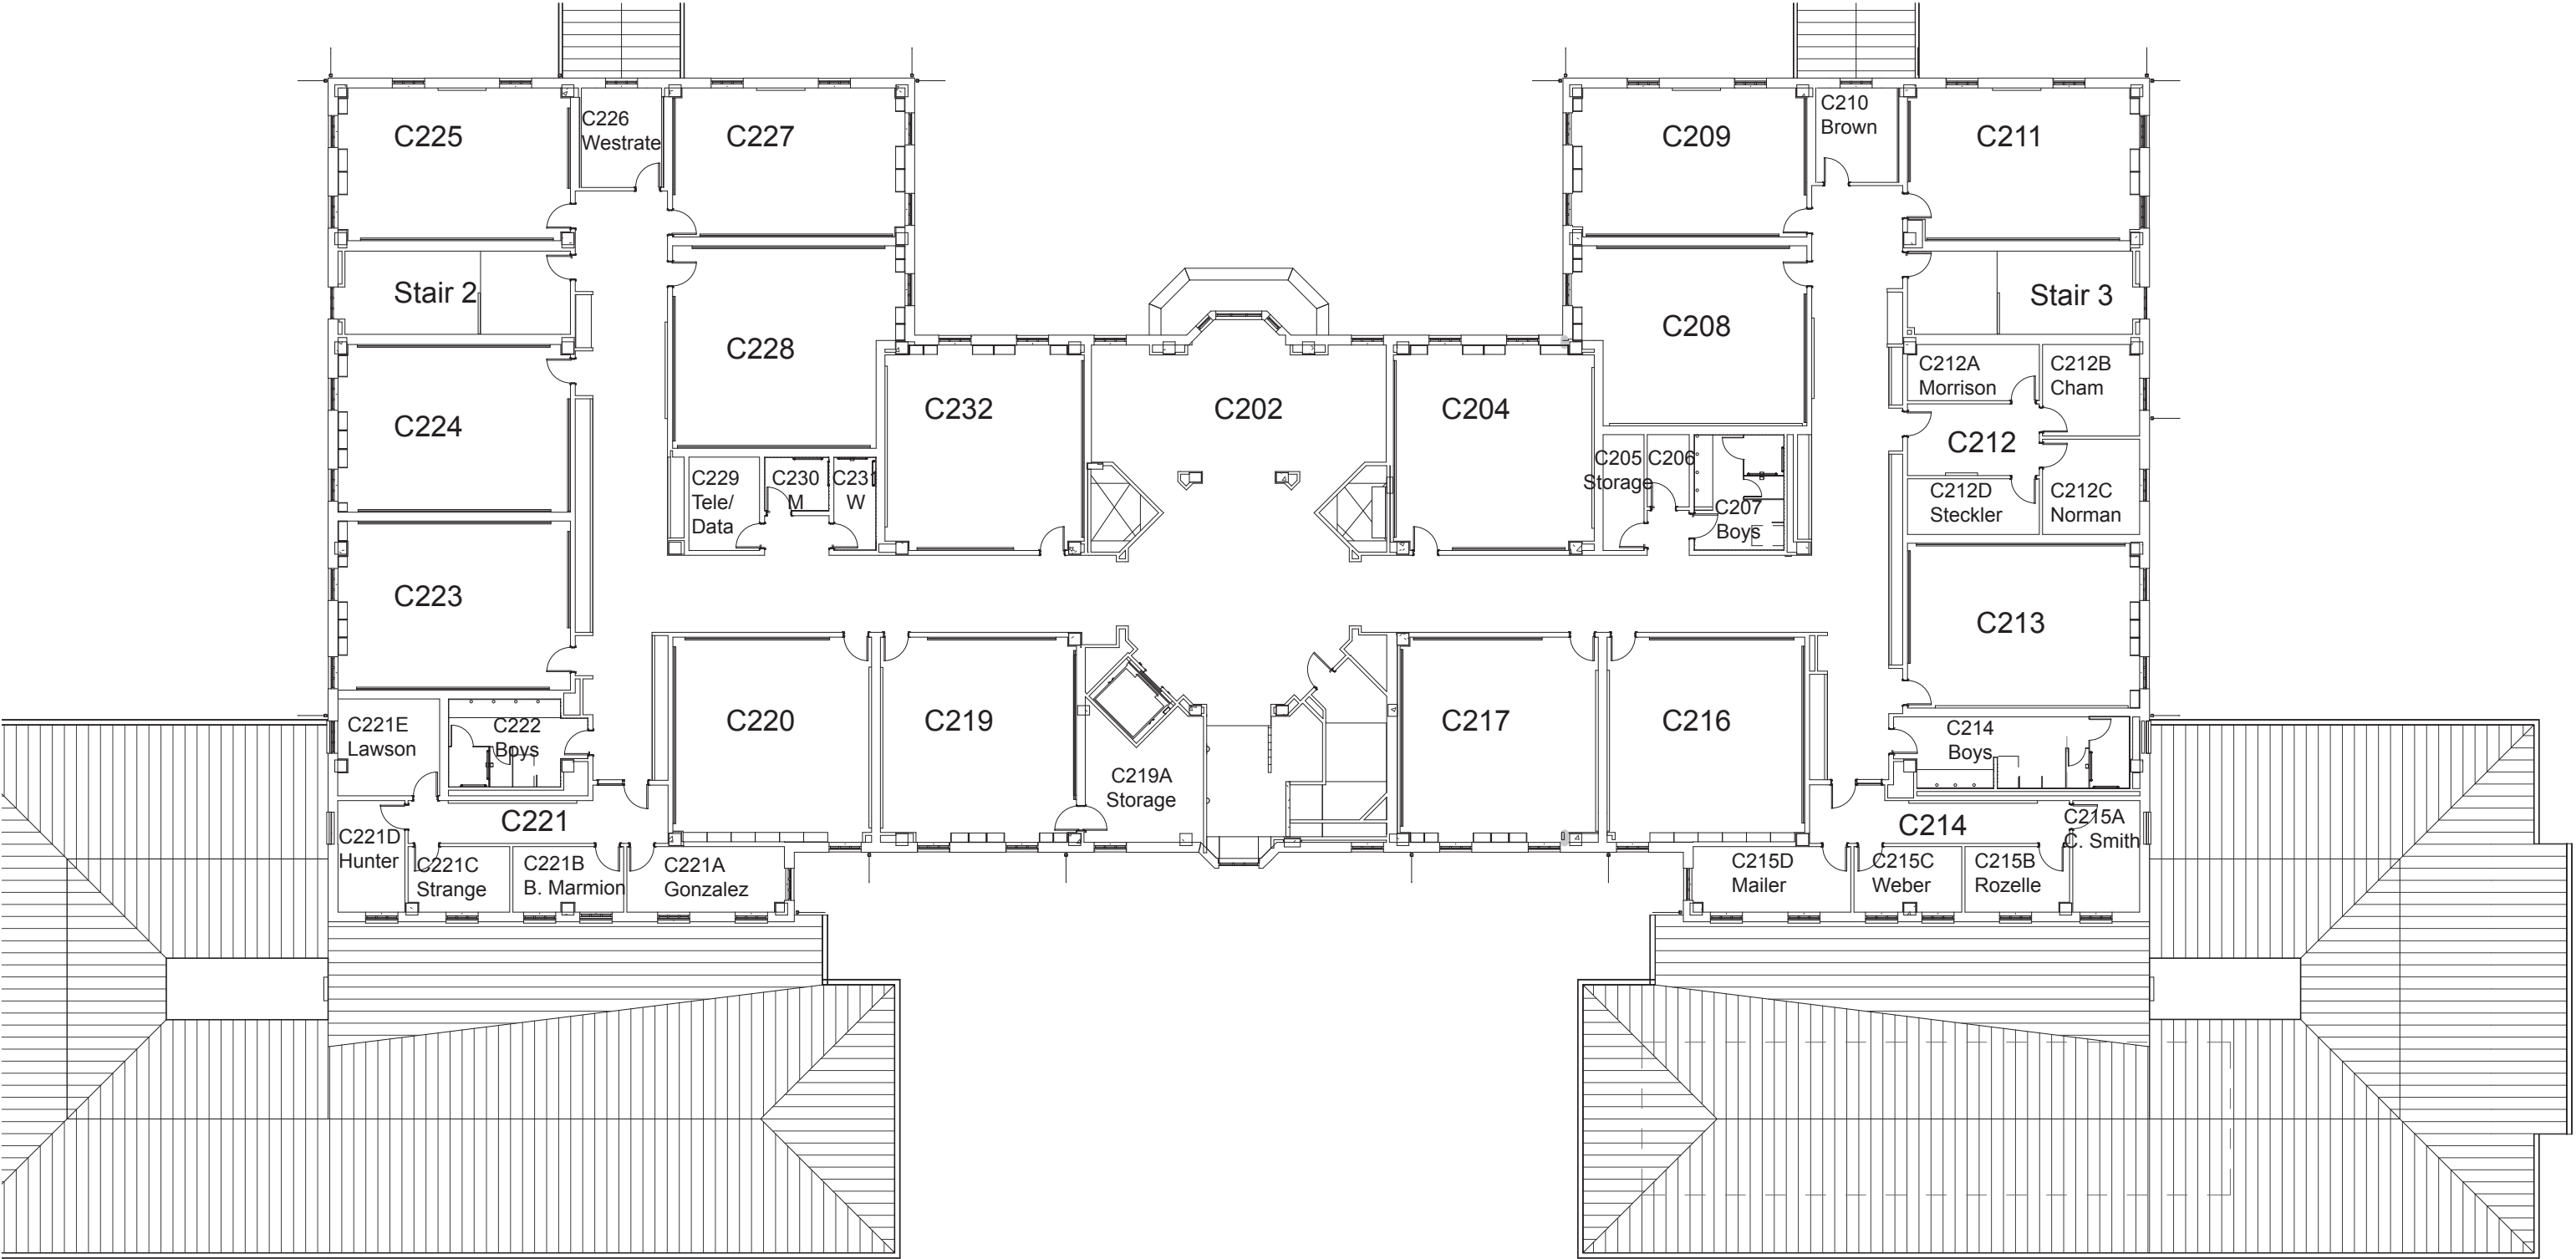 C225
C226
Westrate
C227
C209
C210
Brown
C211
Stair 2
Stair 3
C228
C208
C224
C232
C202
C204
C212A
Morrison
C212B
Cham
C212
C229
Tele/
Data
C230
M
C231
W
C205
Storage
C206
C207
Boys
C212D
Steckler
C212C
Norman
C223
C213
C221E
Lawson
C222
Boys
C220
C219
C219A
Storage
C217
C216
C214
Boys
C221
C214
C215A
C. Smith
C221D
Hunter
C221C
Strange
C221B
B. Marmion
C221A
Gonzalez
C215D
Mailer
C215C
Weber
C215B
Rozelle